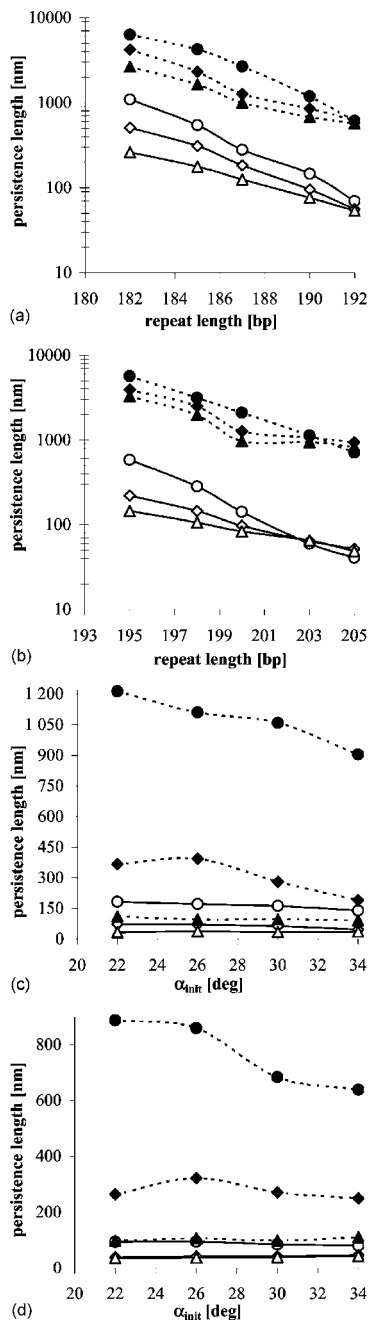 10000
1000
100
10
persistence length [nm]
180 182 184 186 188 190 192
(a)
repeat length [bp]
10000
1000
100
10
persistence length [nm]
193 195 197 199 201 203 205
(b)
repeat length [bp]
1 200
1 050
900
750
600
450
300
150
0
persistence length [nm]
20 22 24 26 28 30 32 34
(c)
αinit [deg]
800
600
400
200
0
persistence length [nm]
20 22 24 26 28 30 32 34
(d)
αinit [deg]